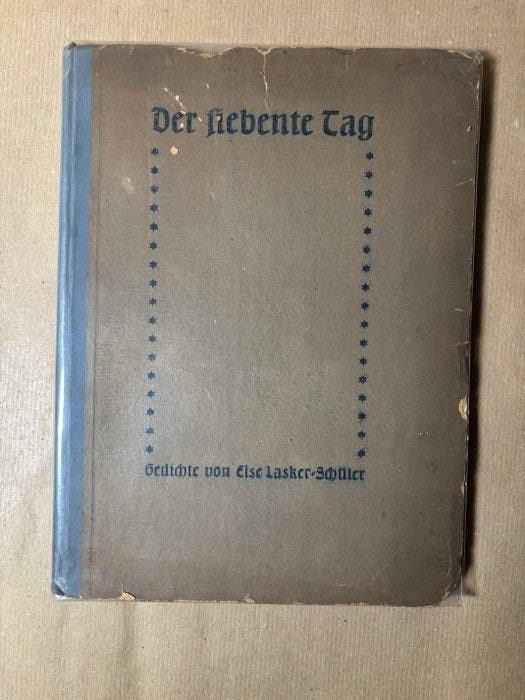 Der siebente Tag
Gedichte von Else Lasker-Schüler